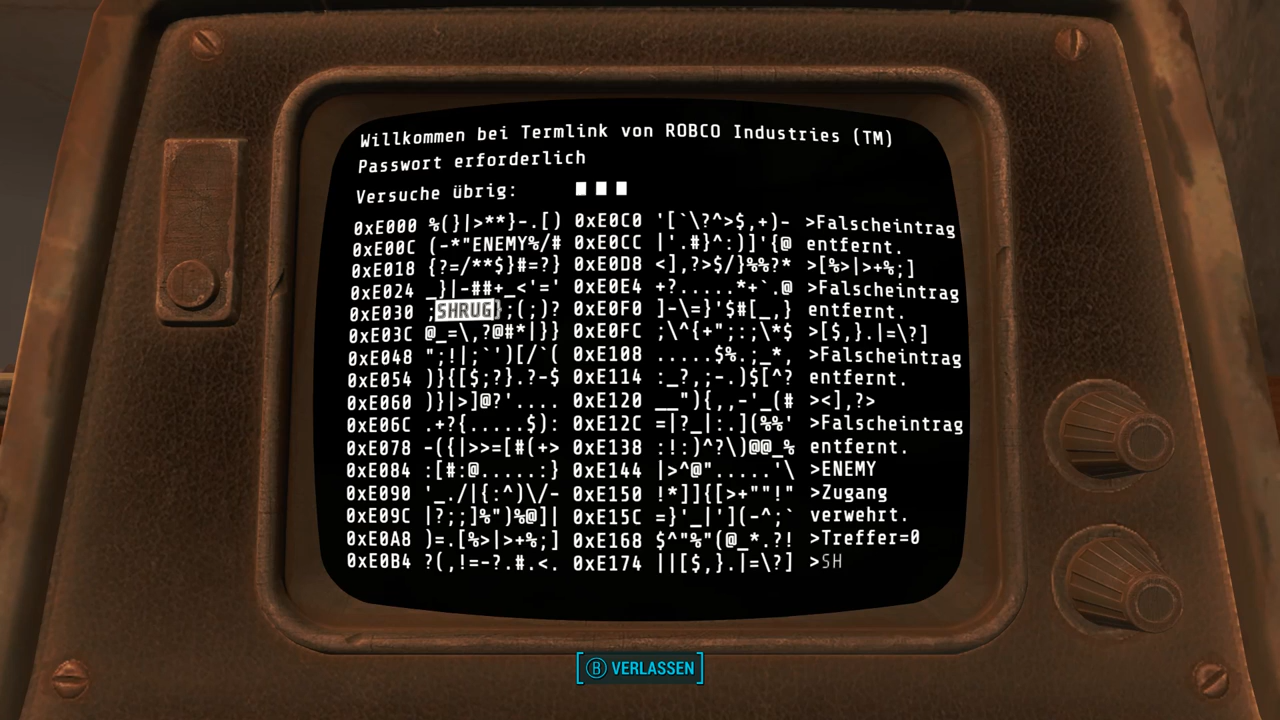 Willkommen bei Termlink von ROBCO Industries (TM)
Passwort erforderlich
Versuche übrig: ■ ■ ■
0xE000 %(}|>**}-.[) 0xE0C0 '[`\?^>$,+)- >Falscheintrag
0xE00C (-*"ENEMY%/# 0xE0CC |'.#}^:)]'{@ entfernt.
0xE018 {?=/**$}#=?} 0xE0D8 <],?>$/}%%?* >[%>|>+%;]
0xE024 _}|-##+_<'=' 0xE0E4 +?.....*+`.@ >Falscheintrag
0xE030 ;SHRUG};(;)? 0xE0F0 ]-\=}'$#[_,} entfernt.
0xE03C @_=\,?@#*|}} 0xE0FC ;\^{+";:;\*$ >[$,}.|=\?]
0xE048 ";!|;`')[/`( 0xE108 .....$%.;_*, >Falscheintrag
0xE054 )}{[$;?}.?-$ 0xE114 :_?,;-.)$[^? entfernt.
0xE060 )}|>]@?'.... 0xE120 __"){,,-'_(# ><],?>
0xE06C .+?{.....$): 0xE12C =|?_|:.](%%' >Falscheintrag
0xE078 -({|>>=[#(+> 0xE138 :!:)^?\)@@_% entfernt.
0xE084 :[#:@.....:} 0xE144 |>^@".....'\ >ENEMY
0xE090 '_./|{:^)\/- 0xE150 !*]]{[>+""!" >Zugang
0xE09C |?;;]%")%@]| 0xE15C =}'_|'](-^;` verwehrt.
0xE0A8 )=.[%>|>+%;] 0xE168 $^"%"(@_*.?! >Treffer=0
0xE0B4 ?(,!=-?.#.<. 0xE174 ||[$,}.|=\?] >SH
Ⓑ VERLASSEN